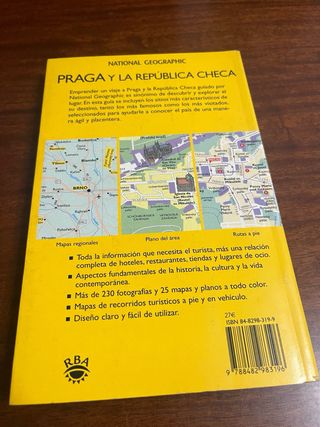 NATIONAL GEOGRAPHIC
PRAGA Y LA REPÚBLICA CHECA
Emprender un viaje a Praga y la República Checa guiado por
National Geographic es sinónimo de descubrir y explorar el
lugar. En esta guía se incluyen los sitios más característicos de
su destino, tanto los más famosos como los más visitados,
seleccionados para ayudarle a conocer el país de una mane-
ra ágil y placentera.
BRNO
Mapas regionales
Plano del área
Rutas a pie
Toda la información que necesita el turista, más una relación
completa de hoteles, restaurantes, tiendas y lugares de ocio.
Aspectos fundamentales de la historia, la cultura y la vida
contemporánea.
Más de 230 fotografías y 25 mapas y planos a todo color.
Mapas de recorridos turísticos a pie y en vehículo.
Diseño claro y fácil de utilizar.
27€
ISBN 84-8298-319-9
9 788482 983196
RBA